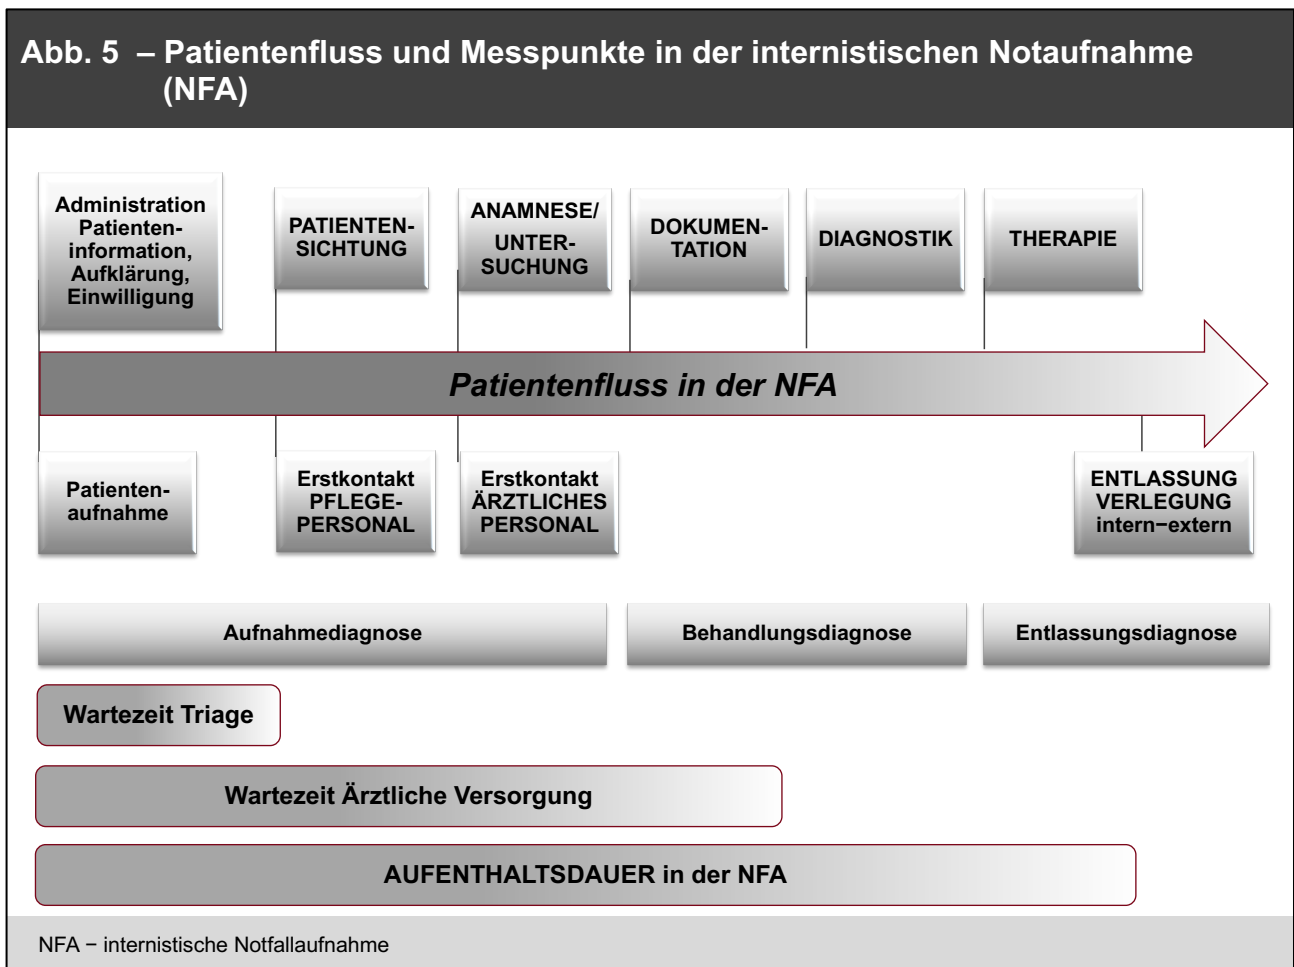 Abb. 5 – Patientenfluss und Messpunkte in der internistischen Notaufnahme
(NFA)
Administration
Patienten-
information,
Aufklärung,
Einwilligung
PATIENTEN-
SICHTUNG
ANAMNESE/
UNTER-
SUCHUNG
DOKUMEN-
TATION
DIAGNOSTIK
THERAPIE
Patientenfluss in der NFA
Patienten-
aufnahme
Erstkontakt
PFLEGE-
PERSONAL
Erstkontakt
ÄRZTLICHES
PERSONAL
ENTLASSUNG
VERLEGUNG
intern−extern
Aufnahmediagnose
Behandlungsdiagnose
Entlassungsdiagnose
Wartezeit Triage
Wartezeit Ärztliche Versorgung
AUFENTHALTSDAUER in der NFA
NFA − internistische Notfallaufnahme